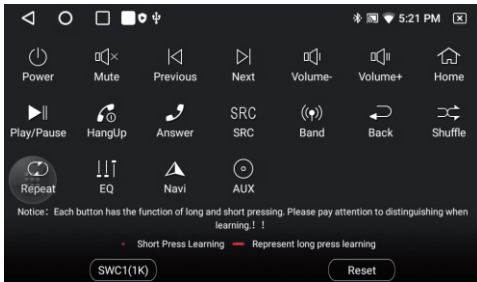 5:21 PM
Power Mute Previous Next Volume- Volume+ Home
SRC
Play/Pause HangUp Answer SRC Band Back Shuffle
Repeat EQ Navi AUX
Notice: Each button has the function of long and short pressing. Please pay attention to distinguishing when
learning.! !
Short Press Learning Represent long press learning
SWC1(1K) Reset